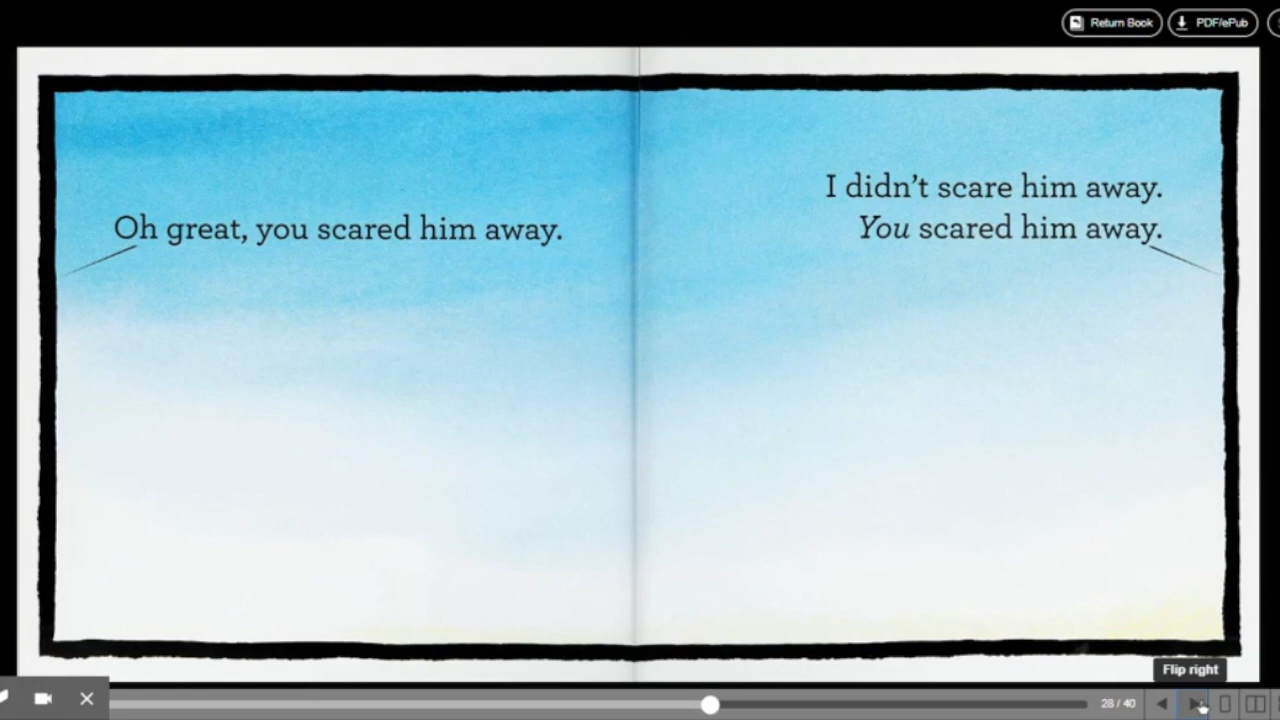 Return Book
PDF/ePub
Oh great, you scared him away.
I didn't scare him away.
You scared him away.
Flip right
28 / 40